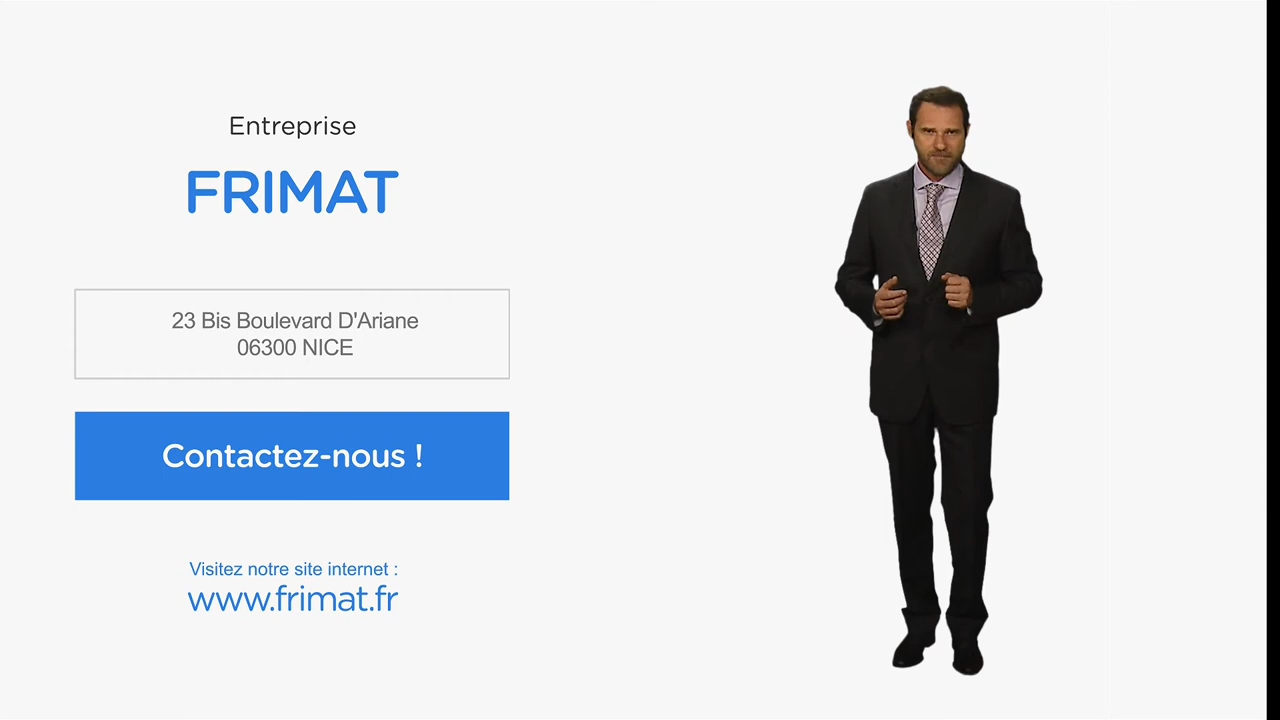 Entreprise
FRIMAT
23 Bis Boulevard D'Ariane
06300 NICE
Contactez-nous !
Visitez notre site internet :
www.frimat.fr